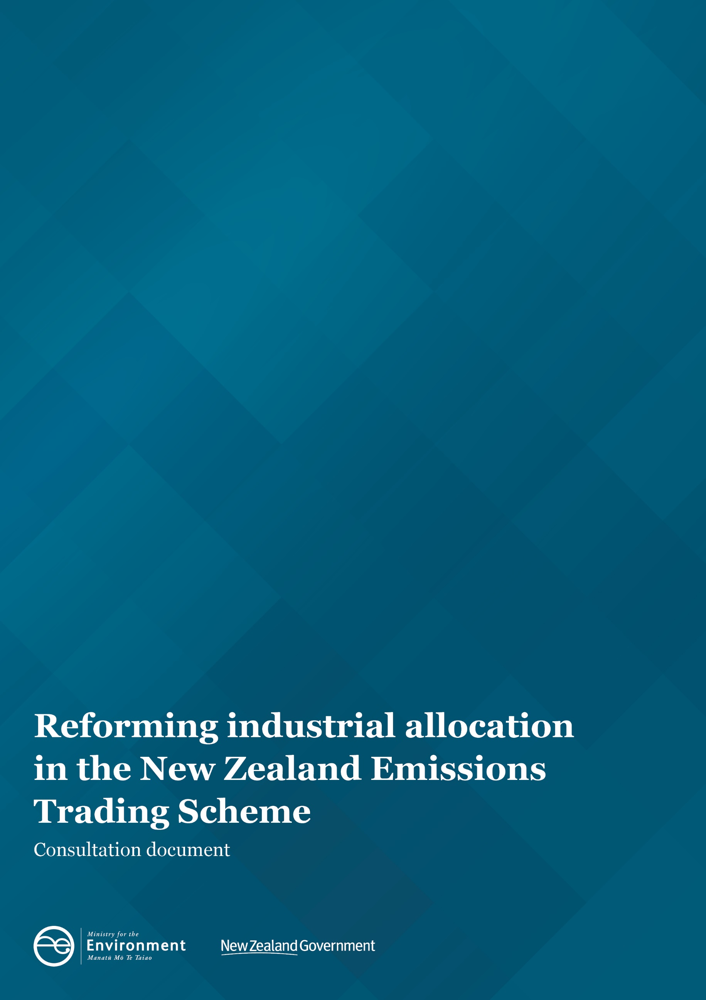 Reforming industrial allocation
in the New Zealand Emissions
Trading Scheme
Consultation document
Ministry for the
Environment
Manatū Mō Te Taiao
New Zealand Government